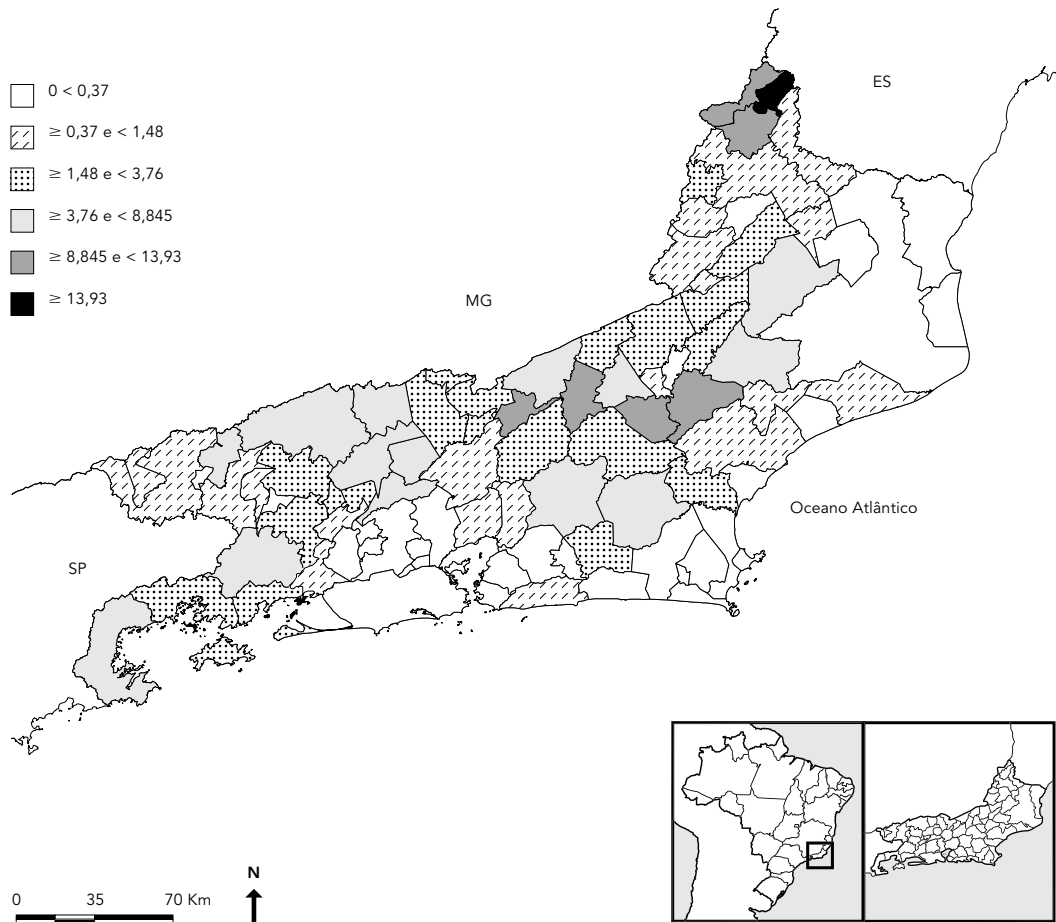 0 < 0,37
≥ 0,37 e < 1,48
≥ 1,48 e < 3,76
≥ 3,76 e < 8,845
≥ 8,845 e < 13,93
≥ 13,93
ES
MG
Oceano Atlântico
SP
N
0 35 70 Km